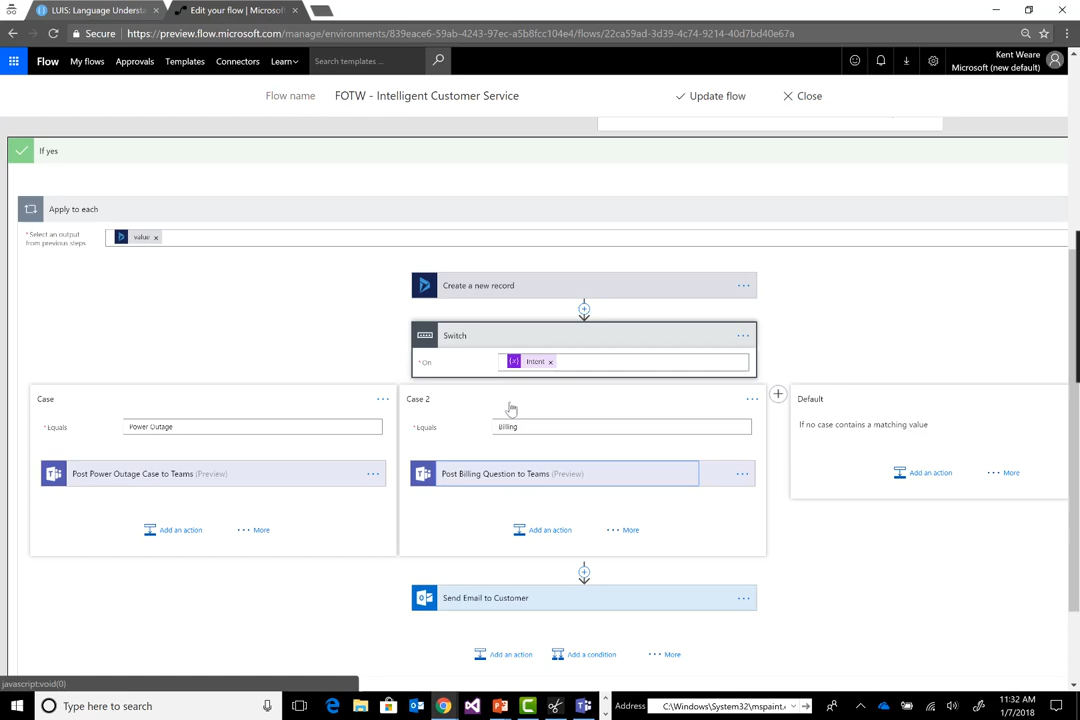 LUIS: Language Underst
Edit your flow | Microsof
Secure
https://preview.flow.microsoft.com/manage/environments/839eace6-59ab-4243-97ec-a5b8fcc104e4/flows/22ca59ad-3d39-4c74-9214-40d7bd40e67a
Flow
My flows
Approvals
Templates
Connectors
Learn
Search templates ...
Kent Weare
Microsoft (new default)
Flow name
FOTW - Intelligent Customer Service
Update flow
Close
If yes
Apply to each
* Select an output
from previous steps
value x
Create a new record
...
Switch
...
* On
Intent x
Case
...
* Equals
Power Outage
Post Power Outage Case to Teams (Preview)
...
Add an action
... More
Case 2
...
* Equals
Billing
Post Billing Question to Teams (Preview)
...
Add an action
... More
Default
If no case contains a matching value
Add an action
... More
Send Email to Customer
...
Add an action
Add a condition
... More
javascript:void(0)
Type here to search
Address
C:\Windows\System32\mspaint.
11:32 AM
1/7/2018